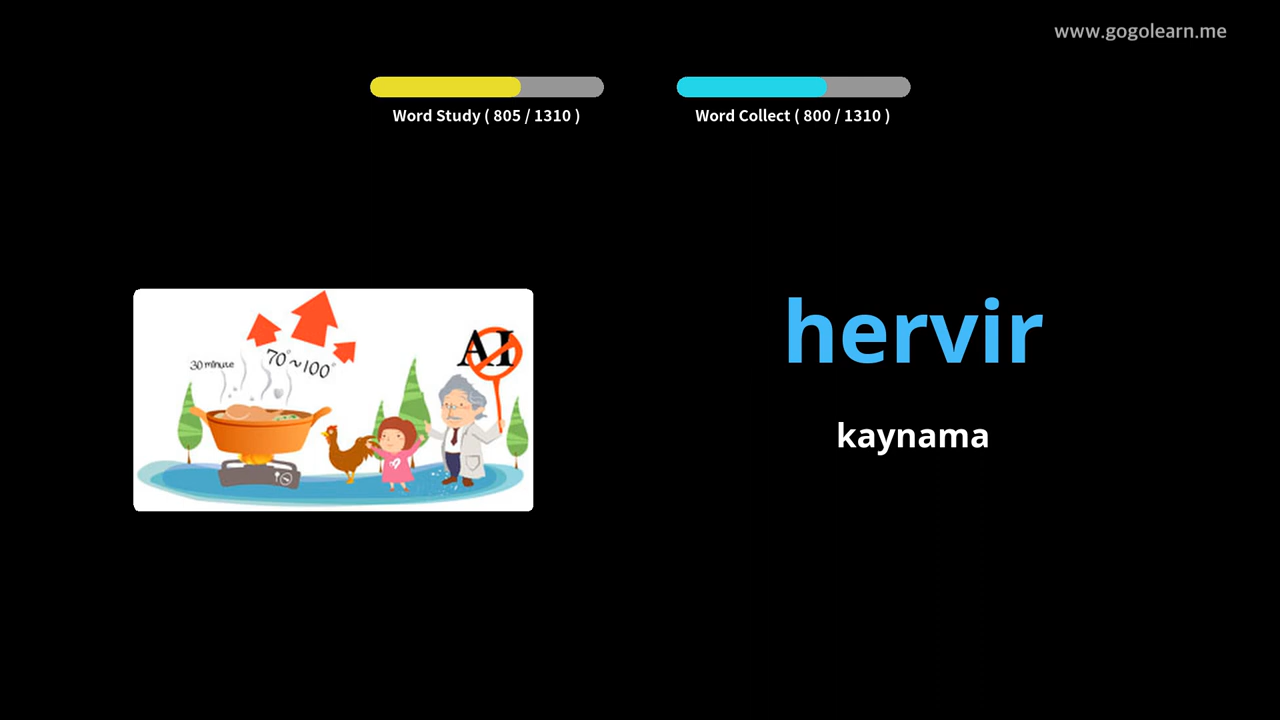 www.gogolearn.me
Word Study ( 805 / 1310 )
Word Collect ( 800 / 1310 )
30 minute
70°~100°
AI
hervir
kaynama